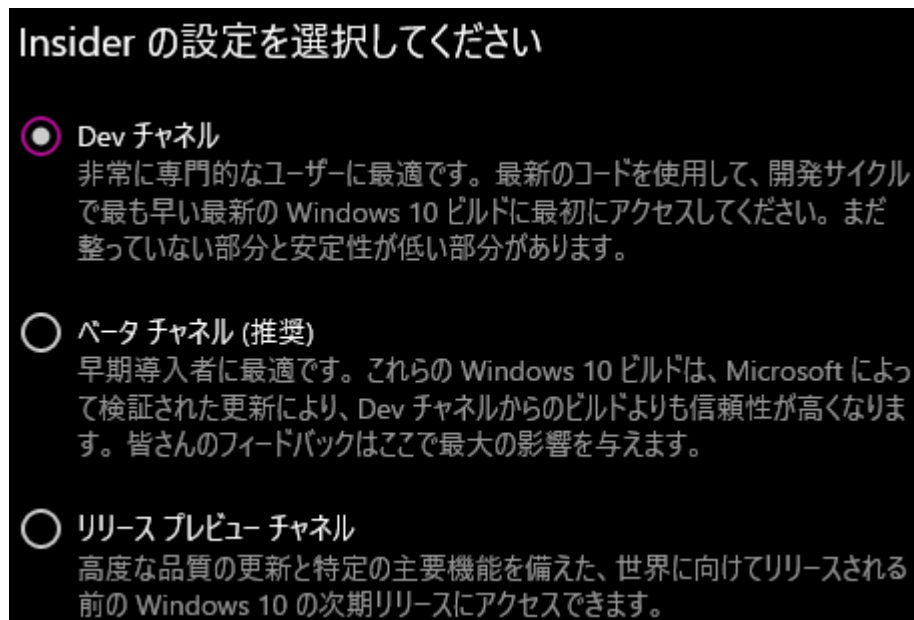 Insider の設定を選択してください
Dev チャネル
非常に専門的なユーザーに最適です。最新のコードを使用して、開発サイクル
で最も早い最新の Windows 10 ビルドに最初にアクセスしてください。まだ
整っていない部分と安定性が低い部分があります。
ベータ チャネル (推奨)
早期導入者に最適です。これらの Windows 10 ビルドは、Microsoft によっ
て検証された更新により、Dev チャネルからのビルドよりも信頼性が高くなりま
す。皆さんのフィードバックはここで最大の影響を与えます。
リリース プレビュー チャネル
高度な品質の更新と特定の主要機能を備えた、世界に向けてリリースされる
前の Windows 10 の次期リリースにアクセスできます。